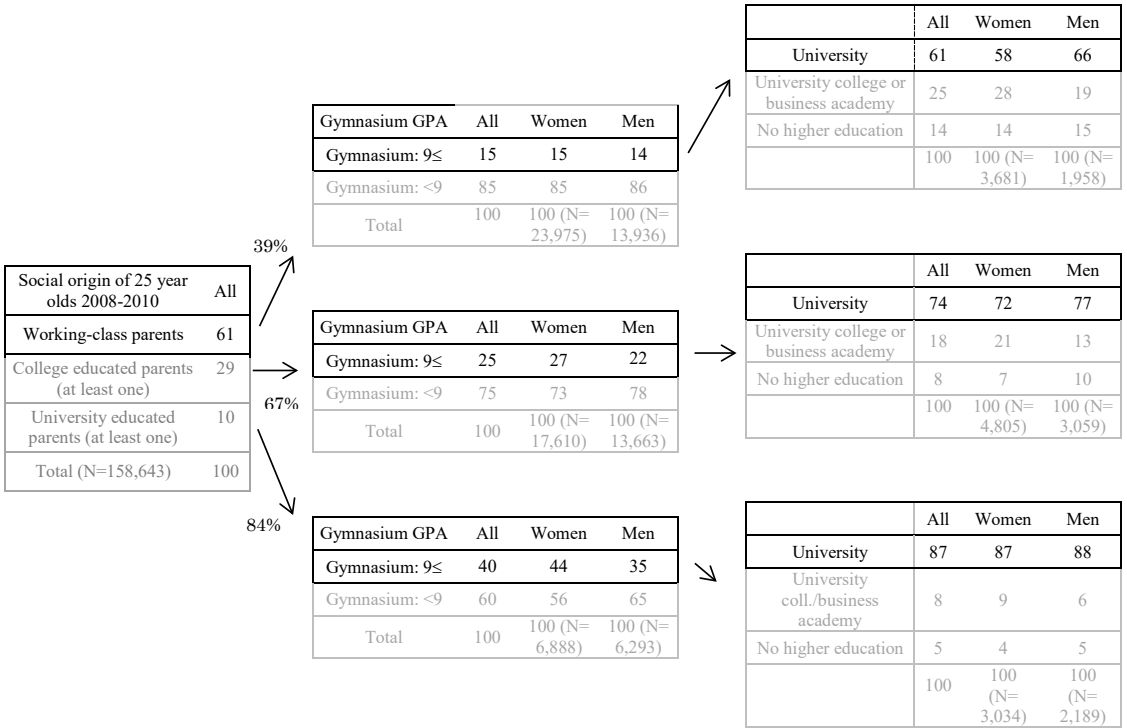 Social origin of 25 year
olds 2008-2010 All
Working-class parents 61
College educated parents
(at least one) 29
University educated
parents (at least one) 10
Total (N=158,643) 100
39%
67%
84%
Gymnasium GPA All Women Men
Gymnasium: 9≤ 15 15 14
Gymnasium: <9 85 85 86
Total 100 100 (N= 100 (N=
23,975) 13,936)
Gymnasium GPA All Women Men
Gymnasium: 9≤ 25 27 22
Gymnasium: <9 75 73 78
Total 100 100 (N= 100 (N=
17,610) 13,663)
Gymnasium GPA All Women Men
Gymnasium: 9≤ 40 44 35
Gymnasium: <9 60 56 65
Total 100 100 (N= 100 (N=
6,888) 6,293)
All Women Men
University 61 58 66
University college or
business academy 25 28 19
No higher education 14 14 15
100 100 (N= 100 (N=
3,681) 1,958)
All Women Men
University 74 72 77
University college or
business academy 18 21 13
No higher education 8 7 10
100 100 (N= 100 (N=
4,805) 3,059)
All Women Men
University 87 87 88
University
coll./business 8 9 6
academy
No higher education 5 4 5
100 100 100
(N= (N=
3,034) 2,189)